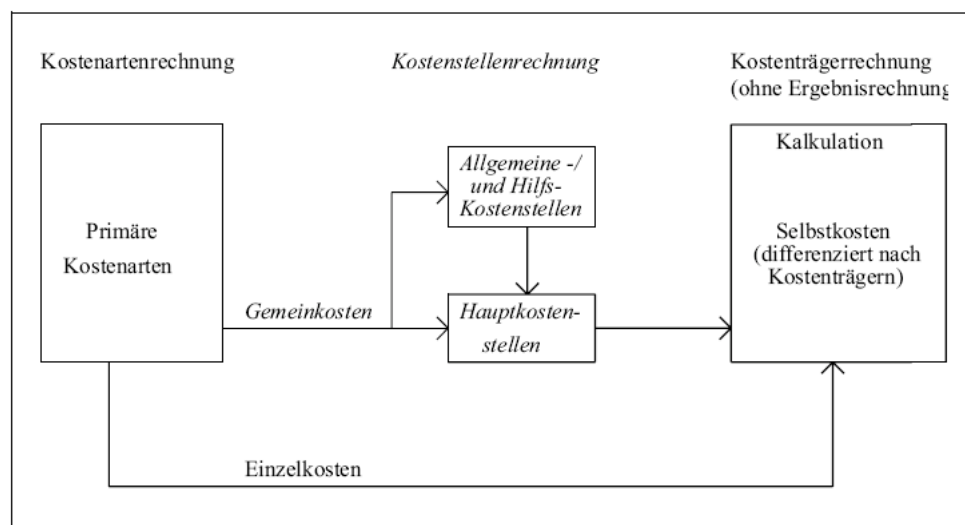 Kostenartenrechnung
Kostenstellenrechnung
Kostenträgerrechnung
(ohne Ergebnisrechnung
Primäre
Kostenarten
Gemeinkosten
Allgemeine -/
und Hilfs-
Kostenstellen
Hauptkosten-
stellen
Kalkulation
Selbstkosten
(differenziert nach
Kostenträgern)
Einzelkosten